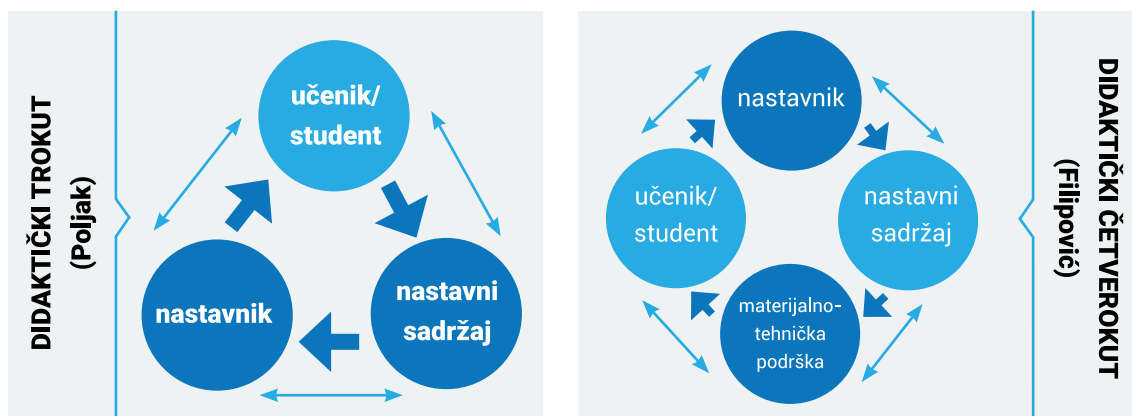 DIDAKTIČKI TROKUT
(Poljak)
učenik/
student
nastavnik
nastavni
sadržaj
nastavnik
učenik/
student
nastavni
sadržaj
materijalno-
tehnička
podrška
DIDAKTIČKI ČETVEROKUT
(Filipović)